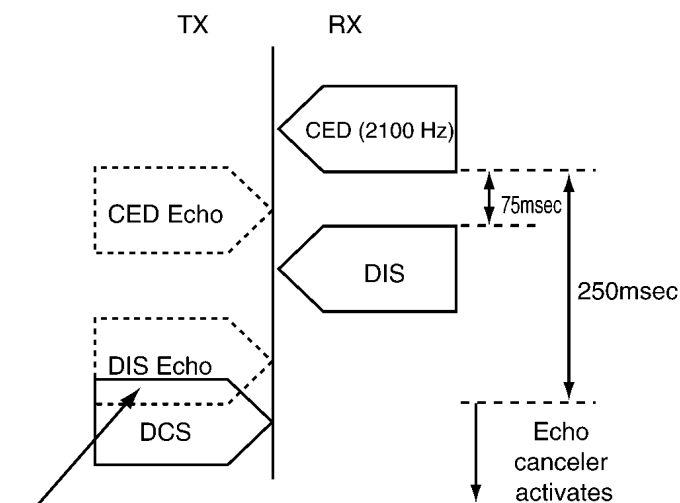 TX
RX
CED (2100 Hz)
CED Echo
75msec
DIS
250msec
DIS Echo
DCS
Echo
canceler
activates